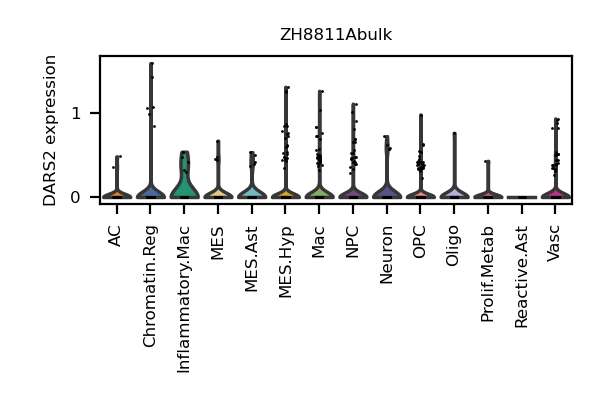 ZH8811Abulk
DARS2 expression
1
0
AC
Chromatin.Reg
Inflammatory.Mac
MES
MES.Ast
MES.Hyp
Mac
NPC
Neuron
OPC
Oligo
Prolif.Metab
Reactive.Ast
Vasc